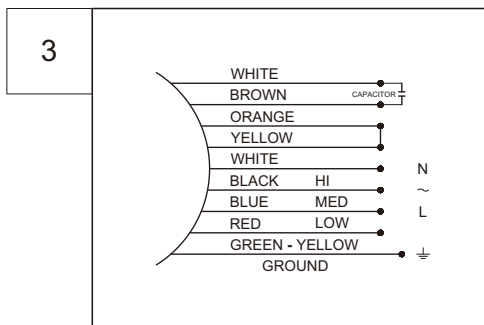 3
WHITE
BROWN
CAPACITOR
ORANGE
YELLOW
WHITE
N
BLACK HI
~
BLUE MED
L
RED LOW
GREEN - YELLOW
GROUND